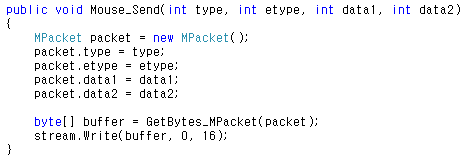 public void Mouse_Send(int type, int etype, int data1, int data2)
{
    MPacket packet = new MPacket();
    packet.type = type;
    packet.etype = etype;
    packet.data1 = data1;
    packet.data2 = data2;

    byte[] buffer = GetBytes_MPacket(packet);
    stream.Write(buffer, 0, 16);
}